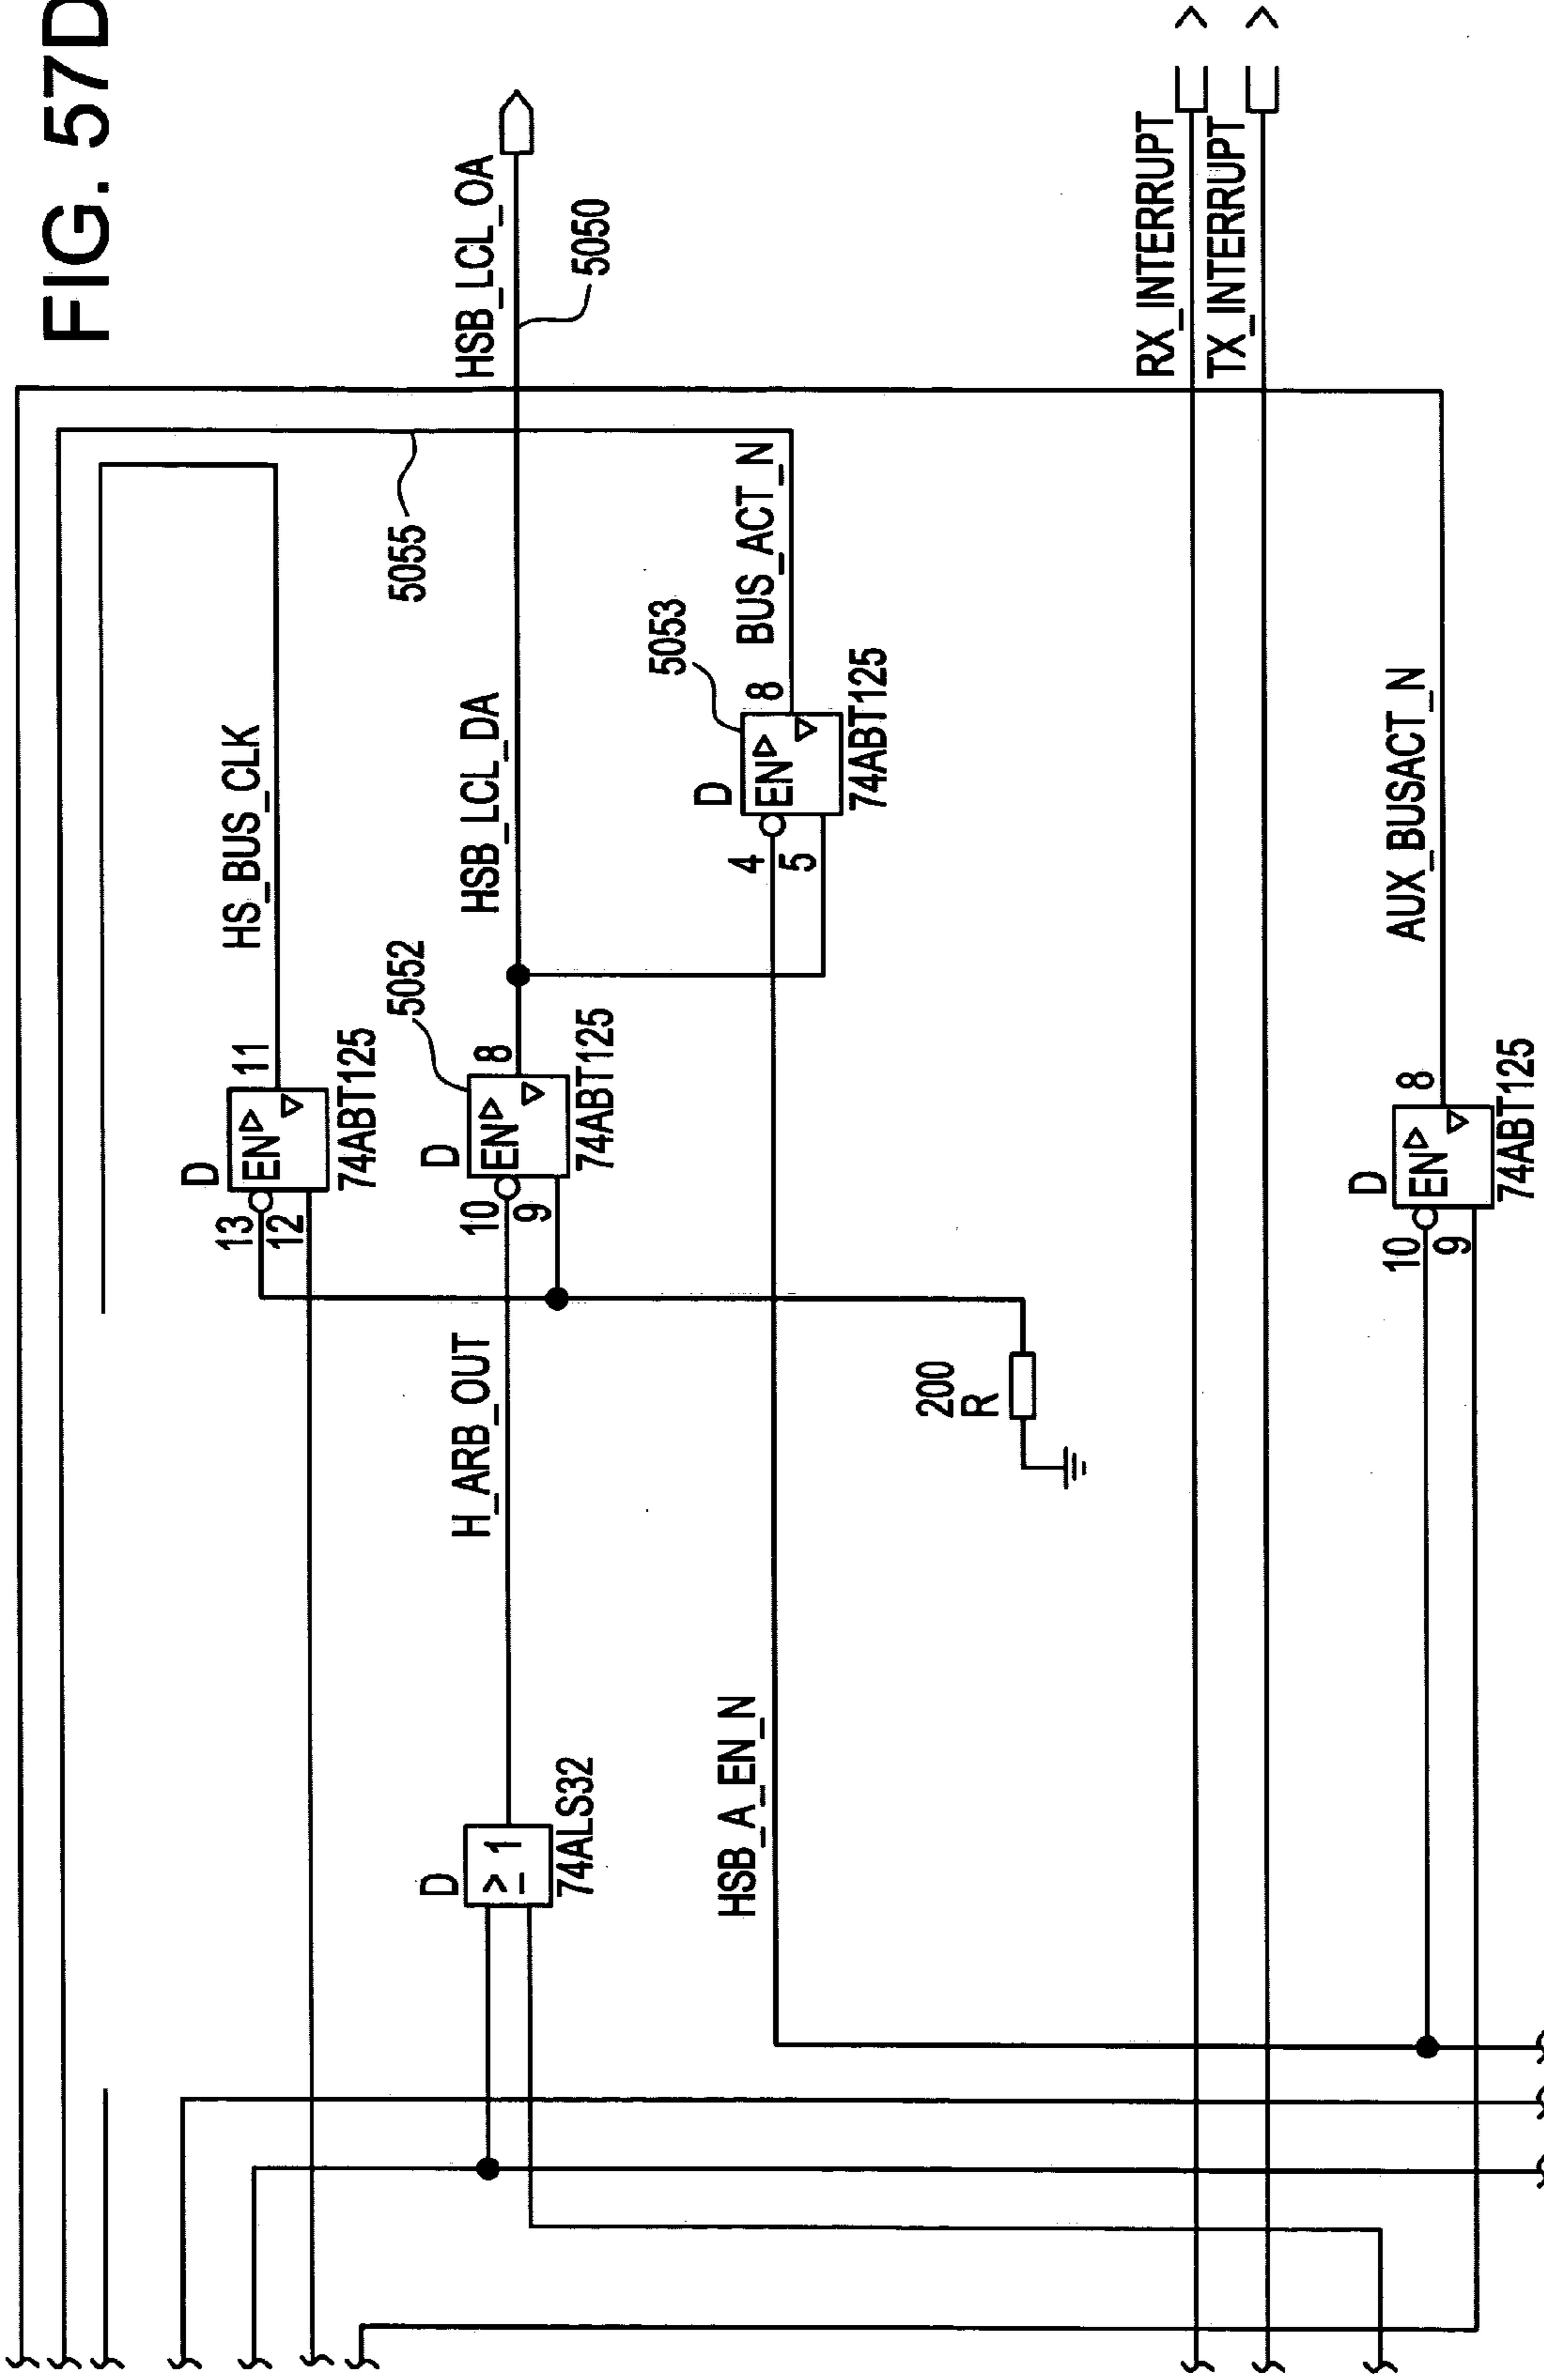 FIG. 57D
HS_BUS_CLK
11
D
EN
13
12
74ABT125
HSB_LCL_OA
5050
5055
HSB_LCL_DA
5052
8
D
EN
10
9
74ABT125
H_ARB_OUT
D
≥ 1
74ALS32
BUS_ACT_N
5053
8
D
EN
4
5
74ABT125
HSB_A_EN_N
200
R
RX_INTERRUPT
TX_INTERRUPT
AUX_BUSACT_N
8
D
EN
10
9
74ABT125